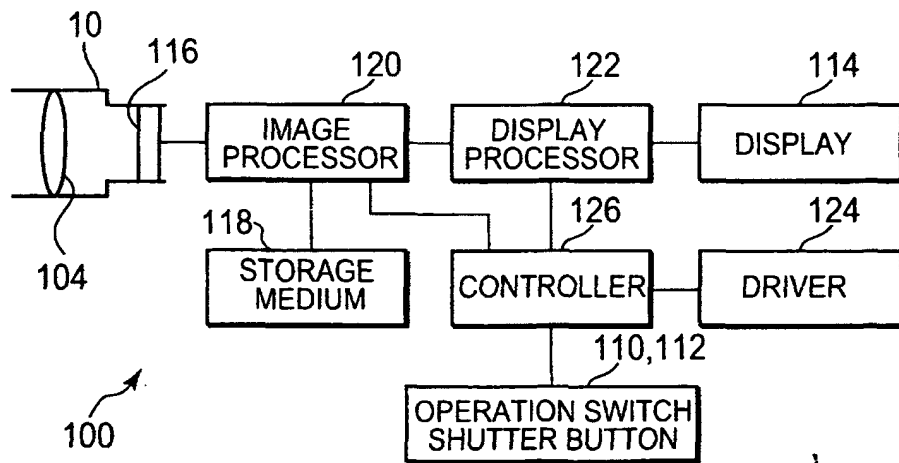 10
116
120
122
114
IMAGE
PROCESSOR
DISPLAY
PROCESSOR
DISPLAY
118
126
124
104
STORAGE
MEDIUM
CONTROLLER
DRIVER
110,112
100
OPERATION SWITCH
SHUTTER BUTTON